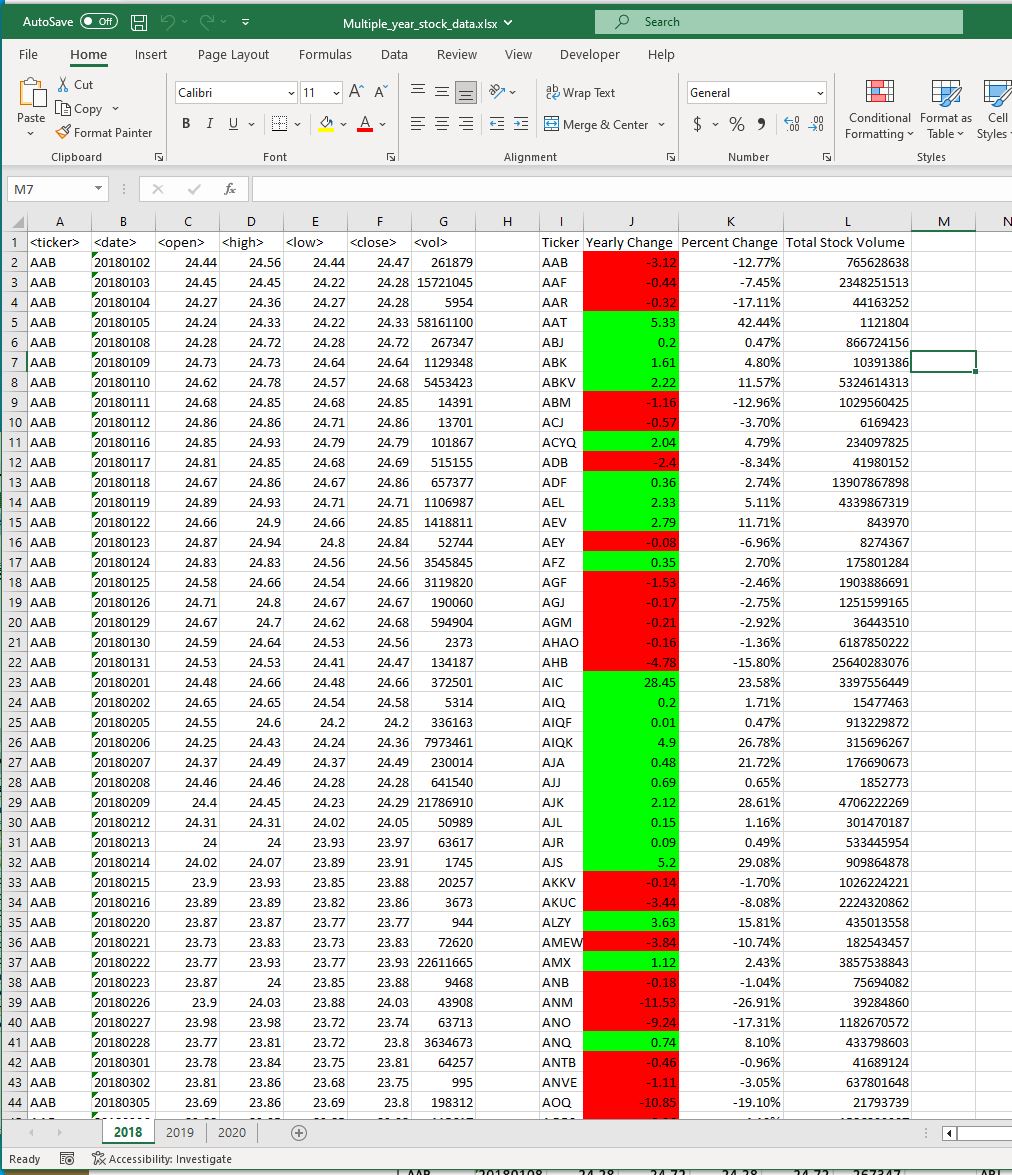 AutoSave Off Multiple_year_stock_data.xlsx Search
File Home Insert Page Layout Formulas Data Review View Developer Help
Paste Cut Copy Format Painter Clipboard
Calibri 11 A A B I U A Font
ab Wrap Text Merge & Center Alignment
General $ % 9 .00 .00 Number
Conditional Formatting Format as Table Cell Styles Styles
M7 fx
A B C D E F G H I J K L M N
1 <ticker> <date> <open> <high> <low> <close> <vol> Ticker Yearly Change Percent Change Total Stock Volume
2 AAB 20180102 24.44 24.56 24.44 24.47 261879 AAB -3.12 -12.77% 765628638
3 AAB 20180103 24.45 24.45 24.22 24.28 15721045 AAF -0.44 -7.45% 2348251513
4 AAB 20180104 24.27 24.36 24.27 24.28 5954 AAR -0.32 -17.11% 44163252
5 AAB 20180105 24.24 24.33 24.22 24.33 58161100 AAT 5.33 42.44% 1121804
6 AAB 20180108 24.28 24.72 24.28 24.72 267347 ABJ 0.2 0.47% 866724156
7 AAB 20180109 24.73 24.73 24.64 24.64 1129348 ABK 1.61 4.80% 10391386
8 AAB 20180110 24.62 24.78 24.57 24.68 5453423 ABKV 2.22 11.57% 5324614313
9 AAB 20180111 24.68 24.85 24.68 24.85 14391 ABM -1.16 -12.96% 1029560425
10 AAB 20180112 24.86 24.86 24.71 24.86 13701 ACJ -0.57 -3.70% 6169423
11 AAB 20180116 24.85 24.93 24.79 24.79 101867 ACYQ 2.04 4.79% 234097825
12 AAB 20180117 24.81 24.85 24.68 24.69 515155 ADB -2.4 -8.34% 41980152
13 AAB 20180118 24.67 24.86 24.67 24.86 657377 ADF 0.36 2.74% 13907867898
14 AAB 20180119 24.89 24.93 24.71 24.71 1106987 AEL 2.33 5.11% 4339867319
15 AAB 20180122 24.66 24.9 24.66 24.85 1418811 AEV 2.79 11.71% 843970
16 AAB 20180123 24.87 24.94 24.8 24.84 52744 AEY -0.08 -6.96% 8274367
17 AAB 20180124 24.83 24.83 24.56 24.56 3545845 AFZ 0.35 2.70% 175801284
18 AAB 20180125 24.58 24.66 24.54 24.66 3119820 AGF -1.53 -2.46% 1903886691
19 AAB 20180126 24.71 24.8 24.67 24.67 190060 AGJ -0.17 -2.75% 1251599165
20 AAB 20180129 24.67 24.7 24.62 24.68 594904 AGM -0.21 -2.92% 36443510
21 AAB 20180130 24.59 24.64 24.53 24.56 2373 AHAO -0.16 -1.36% 6187850222
22 AAB 20180131 24.53 24.53 24.41 24.47 134187 AHB -4.78 -15.80% 25640283076
23 AAB 20180201 24.48 24.66 24.48 24.66 372501 AIC 28.45 23.58% 3397556449
24 AAB 20180202 24.65 24.65 24.54 24.58 5314 AIQ 0.2 1.71% 15477463
25 AAB 20180205 24.55 24.6 24.2 24.2 336163 AIQF 0.01 0.47% 913229872
26 AAB 20180206 24.25 24.43 24.24 24.36 7973461 AIQK 4.9 26.78% 315696267
27 AAB 20180207 24.37 24.49 24.37 24.49 230014 AJA 0.48 21.72% 176690673
28 AAB 20180208 24.46 24.46 24.28 24.28 641540 AJJ 0.69 0.65% 1852773
29 AAB 20180209 24.4 24.45 24.23 24.29 21786910 AJK 2.12 28.61% 4706222269
30 AAB 20180212 24.31 24.31 24.02 24.05 50989 AJL 0.15 1.16% 301470187
31 AAB 20180213 24 24 23.93 23.97 63617 AJR 0.09 0.49% 533445954
32 AAB 20180214 24.02 24.07 23.89 23.91 1745 AJS 5.2 29.08% 909864878
33 AAB 20180215 23.9 23.93 23.85 23.88 20257 AKKV -0.14 -1.70% 1026224221
34 AAB 20180216 23.89 23.89 23.82 23.86 3673 AKUC -3.44 -8.08% 2224320862
35 AAB 20180220 23.87 23.87 23.77 23.77 944 ALZY 3.63 15.81% 435013558
36 AAB 20180221 23.73 23.83 23.73 23.83 72620 AMEW -3.84 -10.74% 182543457
37 AAB 20180222 23.77 23.93 23.77 23.93 22611665 AMX 1.12 2.43% 3857538843
38 AAB 20180223 23.87 24 23.85 23.88 9468 ANB -0.18 -1.04% 75694082
39 AAB 20180226 23.9 24.03 23.88 24.03 43908 ANM -11.53 -26.91% 39284860
40 AAB 20180227 23.98 23.98 23.72 23.74 63713 ANO -9.24 -17.31% 1182670572
41 AAB 20180228 23.77 23.81 23.72 23.8 3634673 ANQ 0.74 8.10% 433798603
42 AAB 20180301 23.78 23.84 23.75 23.81 64257 ANTB -0.46 -0.96% 41689124
43 AAB 20180302 23.81 23.86 23.68 23.75 995 ANVE -1.11 -3.05% 637801648
44 AAB 20180305 23.69 23.86 23.69 23.8 198312 AOQ -10.85 -19.10% 21793739
2018 2019 2020
Ready Accessibility: Investigate